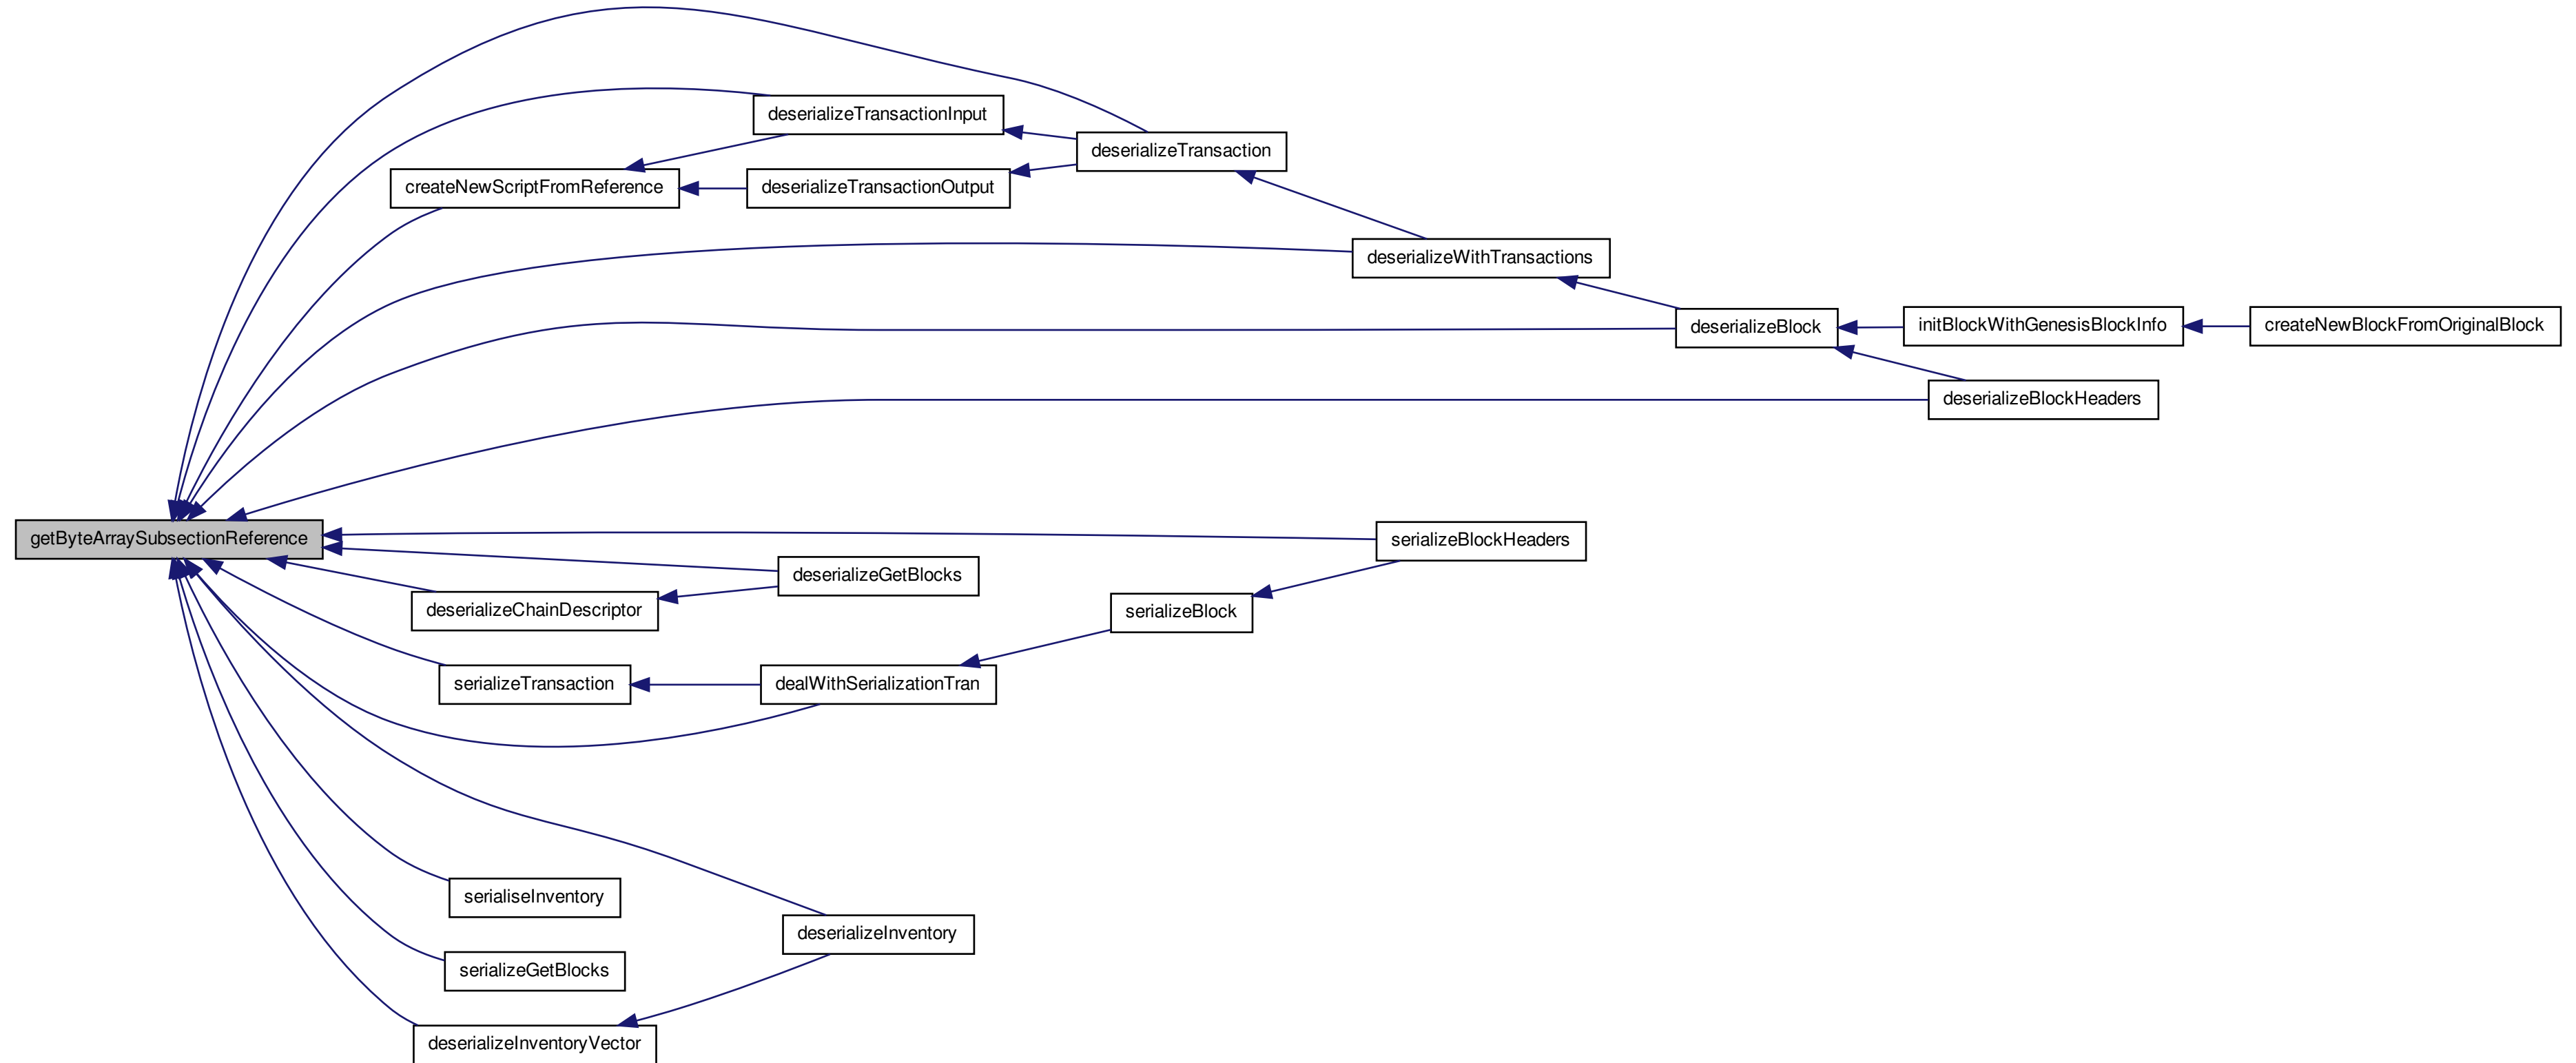 deserializeTransactionInput
deserializeTransaction
createNewScriptFromReference
deserializeTransactionOutput
deserializeWithTransactions
deserializeBlock
initBlockWithGenesisBlockInfo
createNewBlockFromOriginalBlock
deserializeBlockHeaders
getByteArraySubsectionReference
serializeBlockHeaders
deserializeGetBlocks
deserializeChainDescriptor
serializeBlock
serializeTransaction
dealWithSerializationTran
serialiseInventory
deserializeInventory
serializeGetBlocks
deserializeInventoryVector